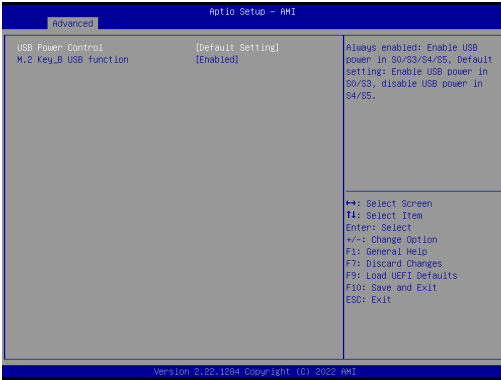 Aptio Setup - AMI
Advanced
USB Power Control [Default Setting]
M.2 Key_B USB function [Enabled]
Always enabled: Enable USB
power in S0/S3/S4/S5, Default
setting: Enable USB power in
S0/S3, disable USB power in
S4/S5.
↔: Select Screen
↑↓: Select Item
Enter: Select
+/-: Change Option
F1: General Help
F7: Discard Changes
F9: Load UEFI Defaults
F10: Save and Exit
ESC: Exit
Version 2.22.1284 Copyright (C) 2022 AMI